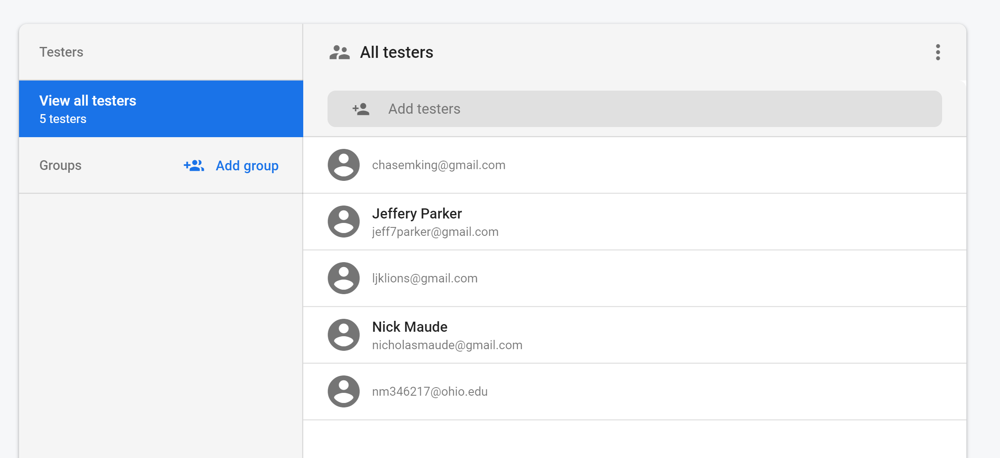 Testers
View all testers
5 testers
Groups
Add group
All testers
Add testers
chasemking@gmail.com
Jeffery Parker
jeff7parker@gmail.com
ljklions@gmail.com
Nick Maude
nicholasmaude@gmail.com
nm346217@ohio.edu